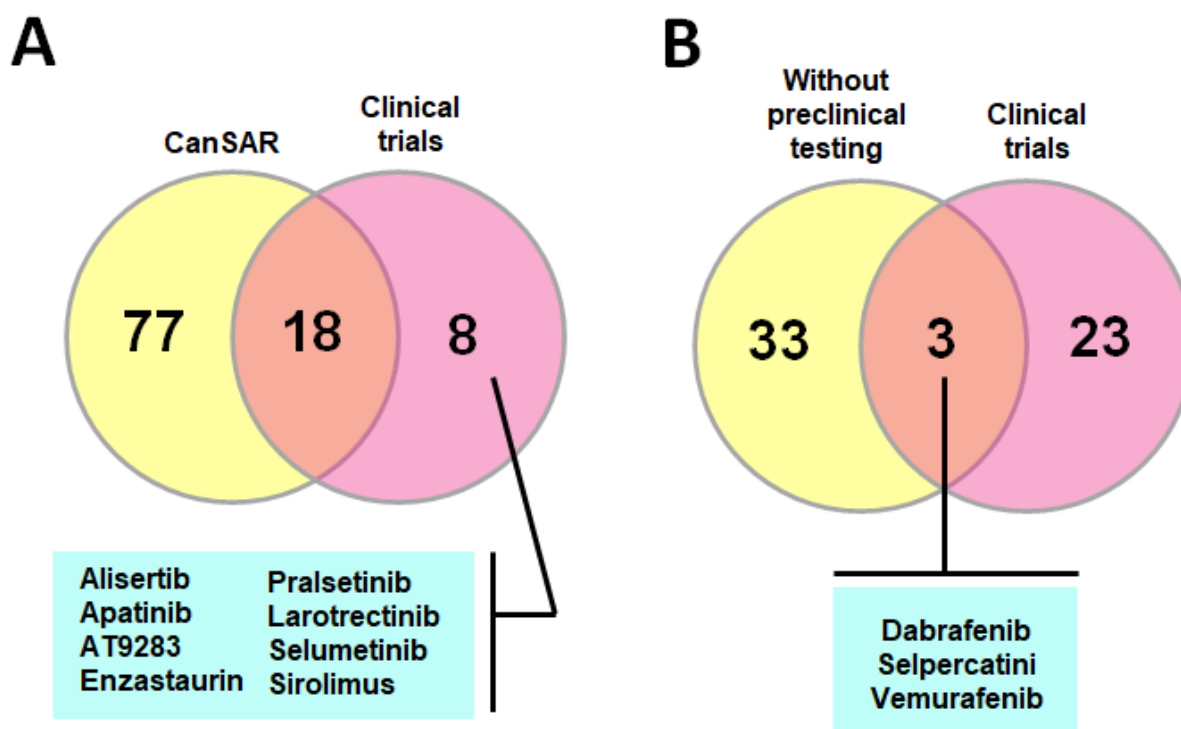 A
CanSAR
Clinical
trials
77
18
8
Alisertib
Apatinib
AT9283
Enzastaurin
Pralsetinib
Larotrectinib
Selumetinib
Sirolimus
B
Without
preclinical
testing
Clinical
trials
33
3
23
Dabrafenib
Selpercatini
Vemurafenib